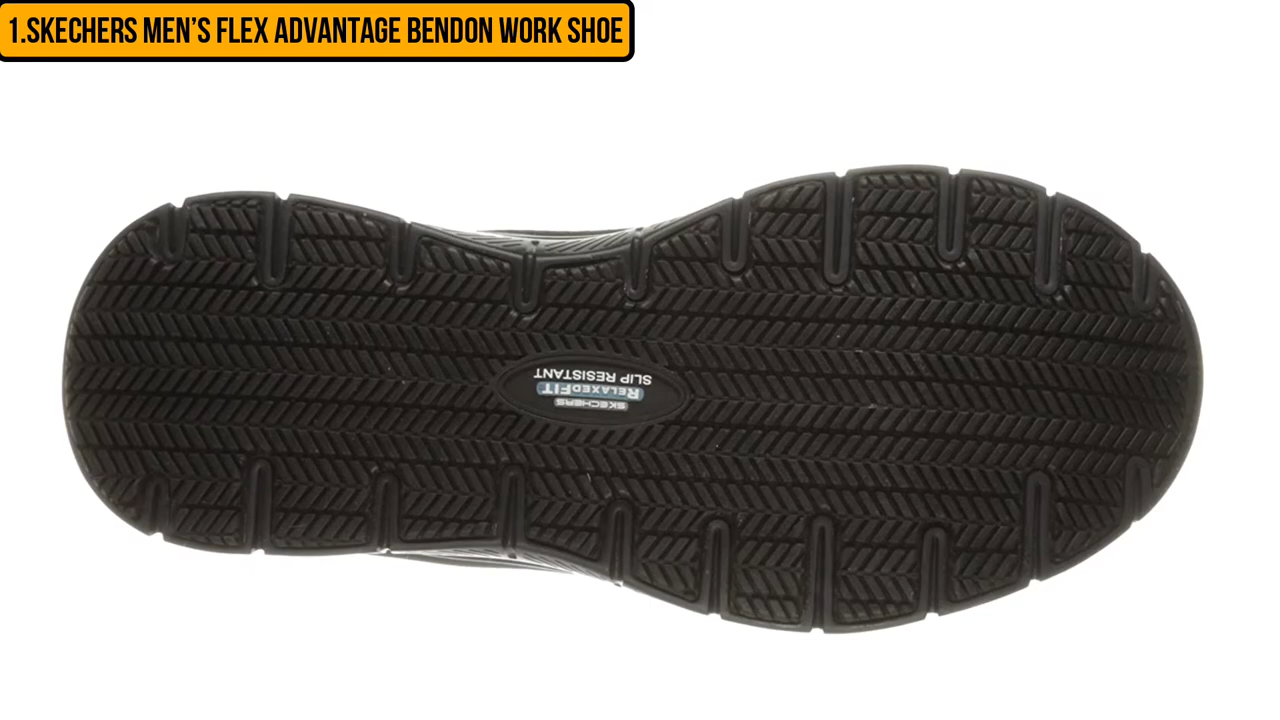 1.SKECHERS MEN'S FLEX ADVANTAGE BENDON WORK SHOE
SKECHERS
RELAXED FIT
SLIP RESISTANT